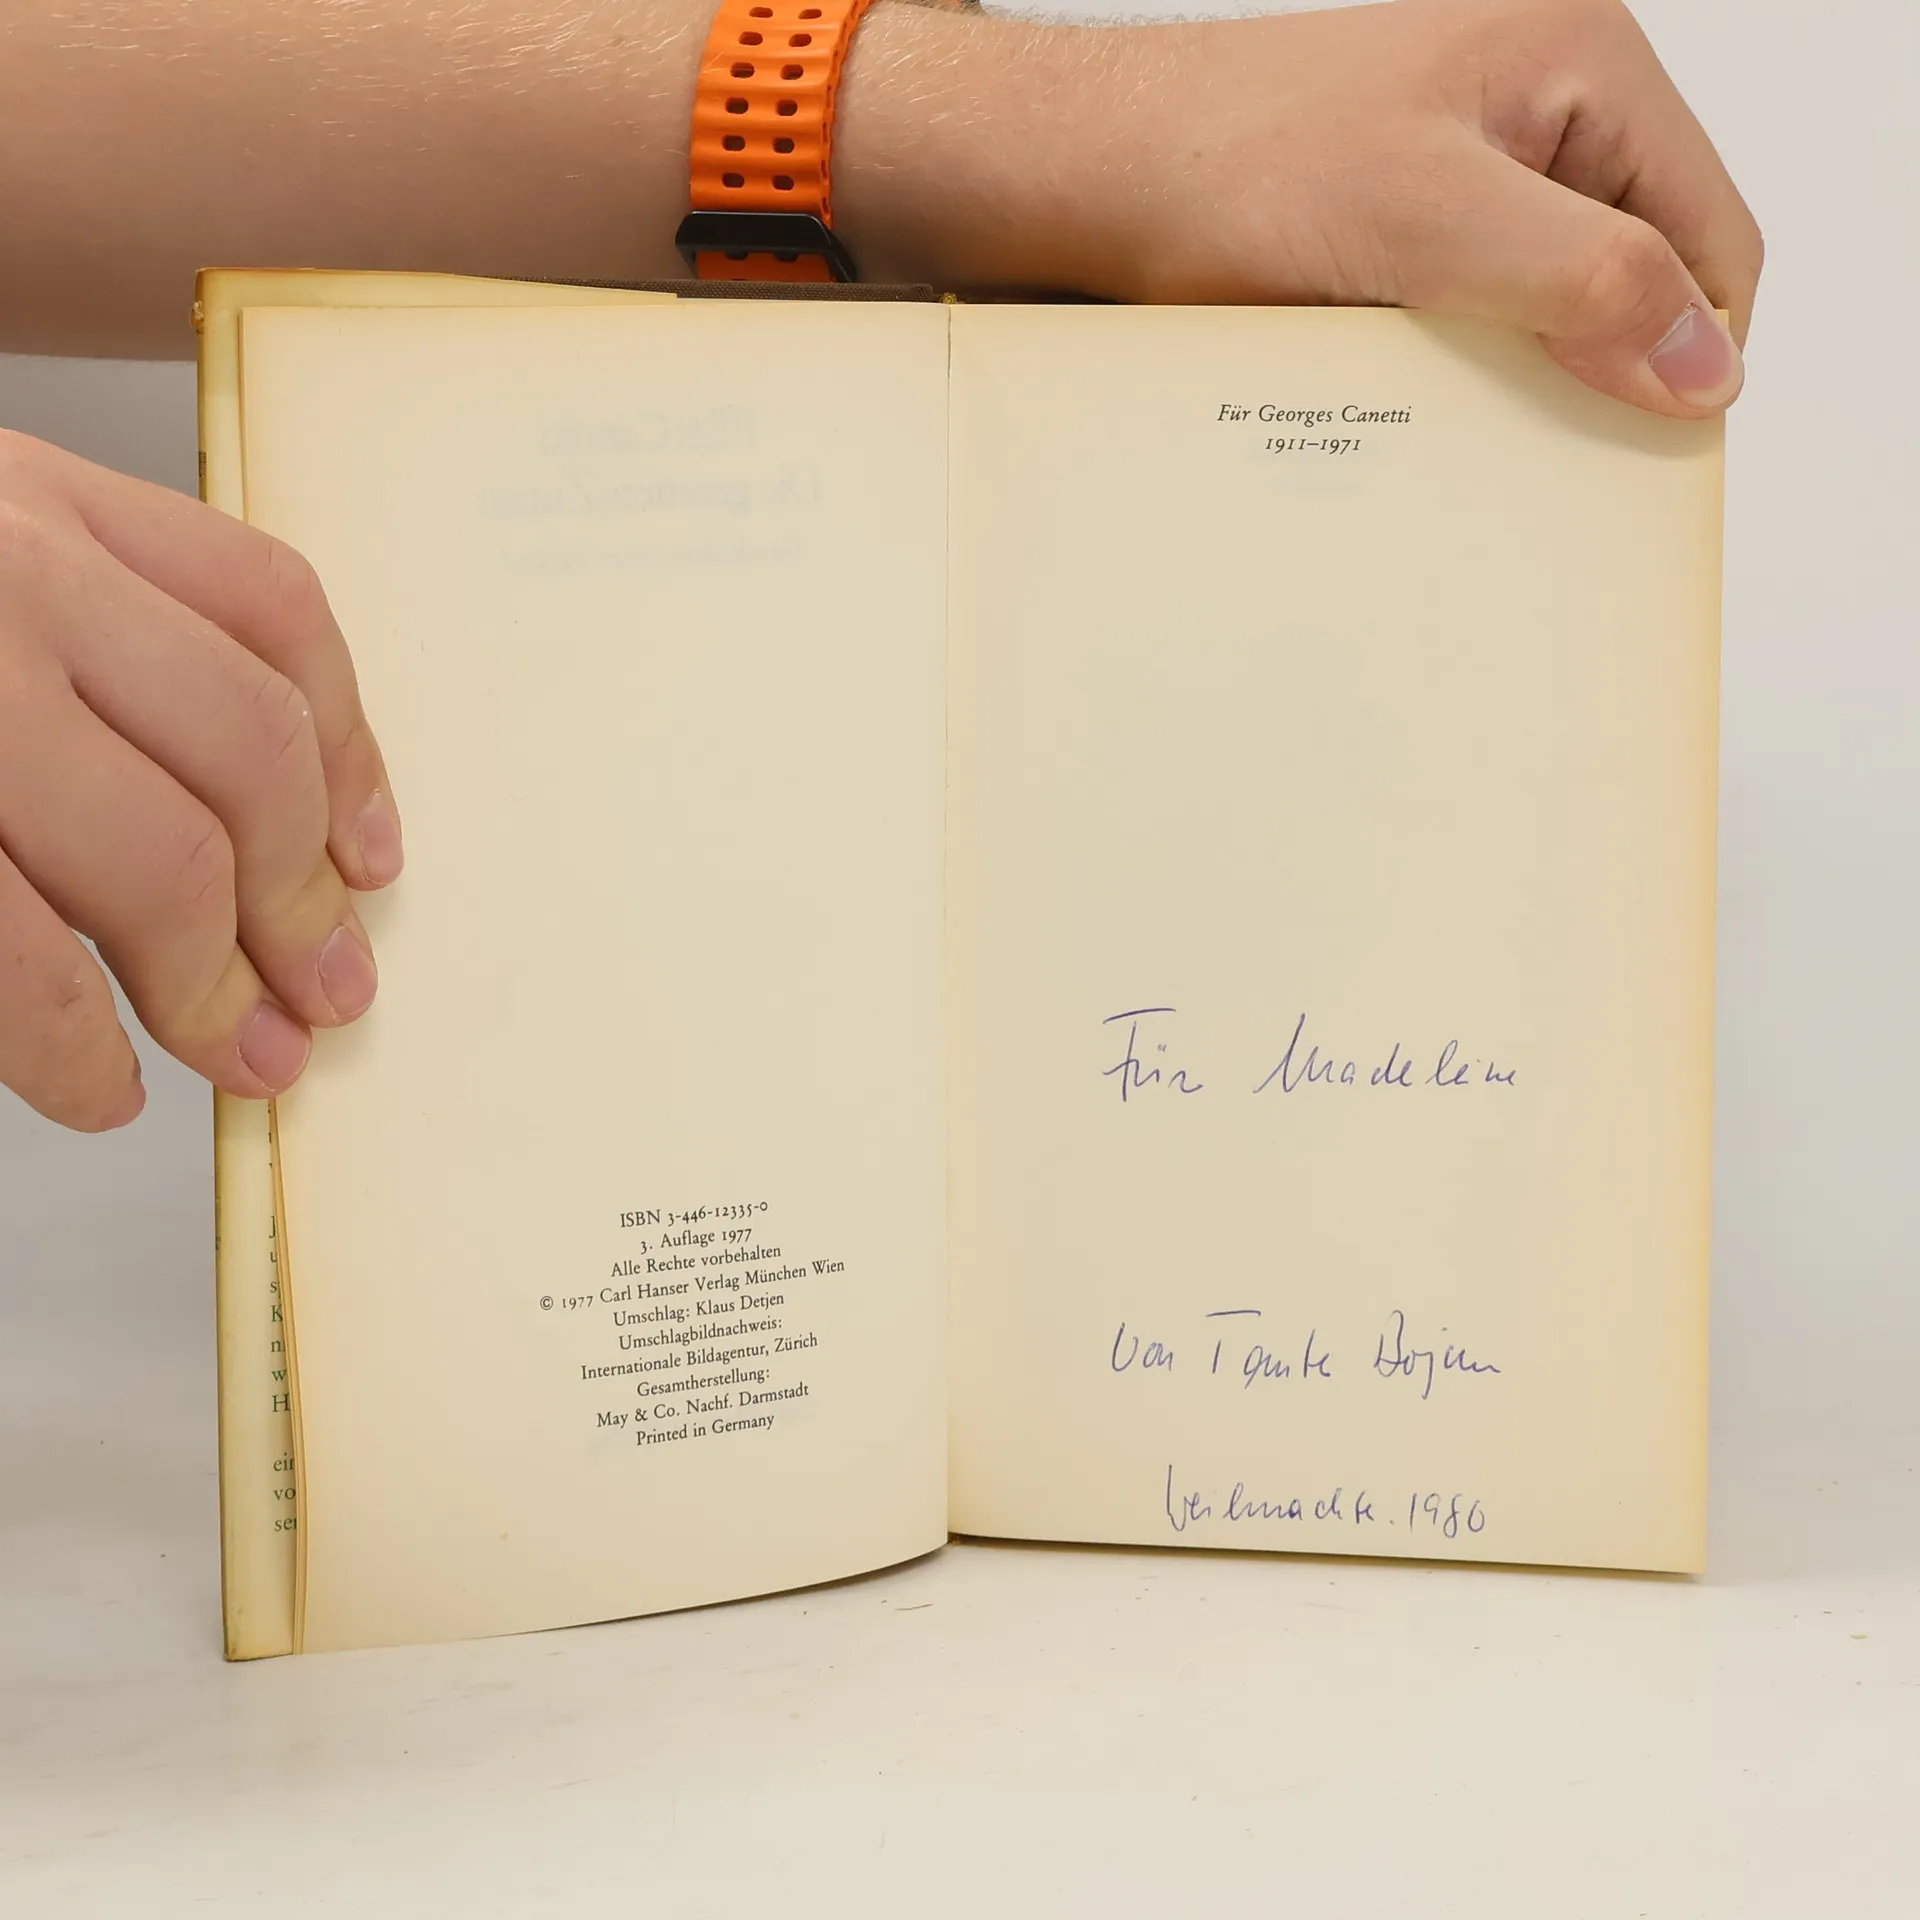 ISBN 3-446-12335-0
3. Auflage 1977
Alle Rechte vorbehalten
© 1977 Carl Hanser Verlag München Wien
Umschlag: Klaus Detjen
Umschlagbildnachweis:
Internationale Bildagentur, Zürich
Gesamtherstellung:
May & Co. Nachf. Darmstadt
Printed in Germany
Für Georges Canetti
1911–1971
Für Madeleine
Von Tante
Weihnachten. 1980